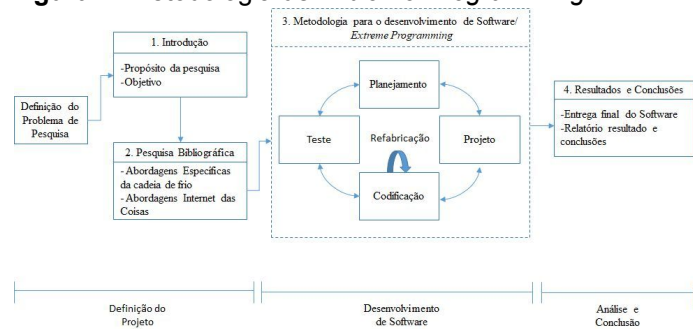 3. Metodologia para o desenvolvimento de Software/
Extreme Programming
1. Introdução
-Propósito da pesquisa
-Objetivo
Definição do
Problema de
Pesquisa
2. Pesquisa Bibliográfica
-Abordagens Específicas
da cadeia de frio
-Abordagens Internet das
Coisas
Planejamento
Teste
Refabricação
Projeto
Codificação
4. Resultados e Conclusões
-Entrega final do Software
-Relatório resultado e
conclusões
Definição do
Projeto
Desenvolvimento
de Software
Análise e
Conclusão